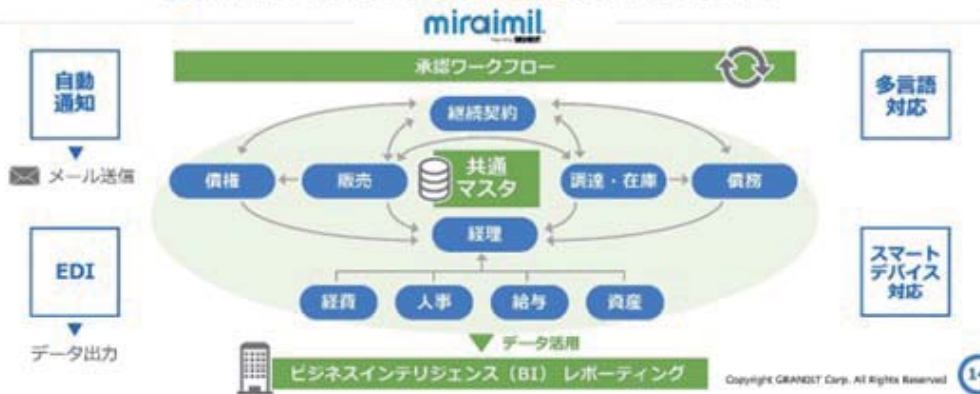 miraimil
承認ワークフロー
自動
通知
メール送信
EDI
データ出力
継続契約
債権
販売
共通
マスタ
調達・在庫
債務
経理
経費
人事
給与
資産
データ活用
ビジネスインテリジェンス（BI） レポーティング
多言語
対応
スマート
デバイス
対応
Copyright GRANDIT Corp. All Rights Reserved
14